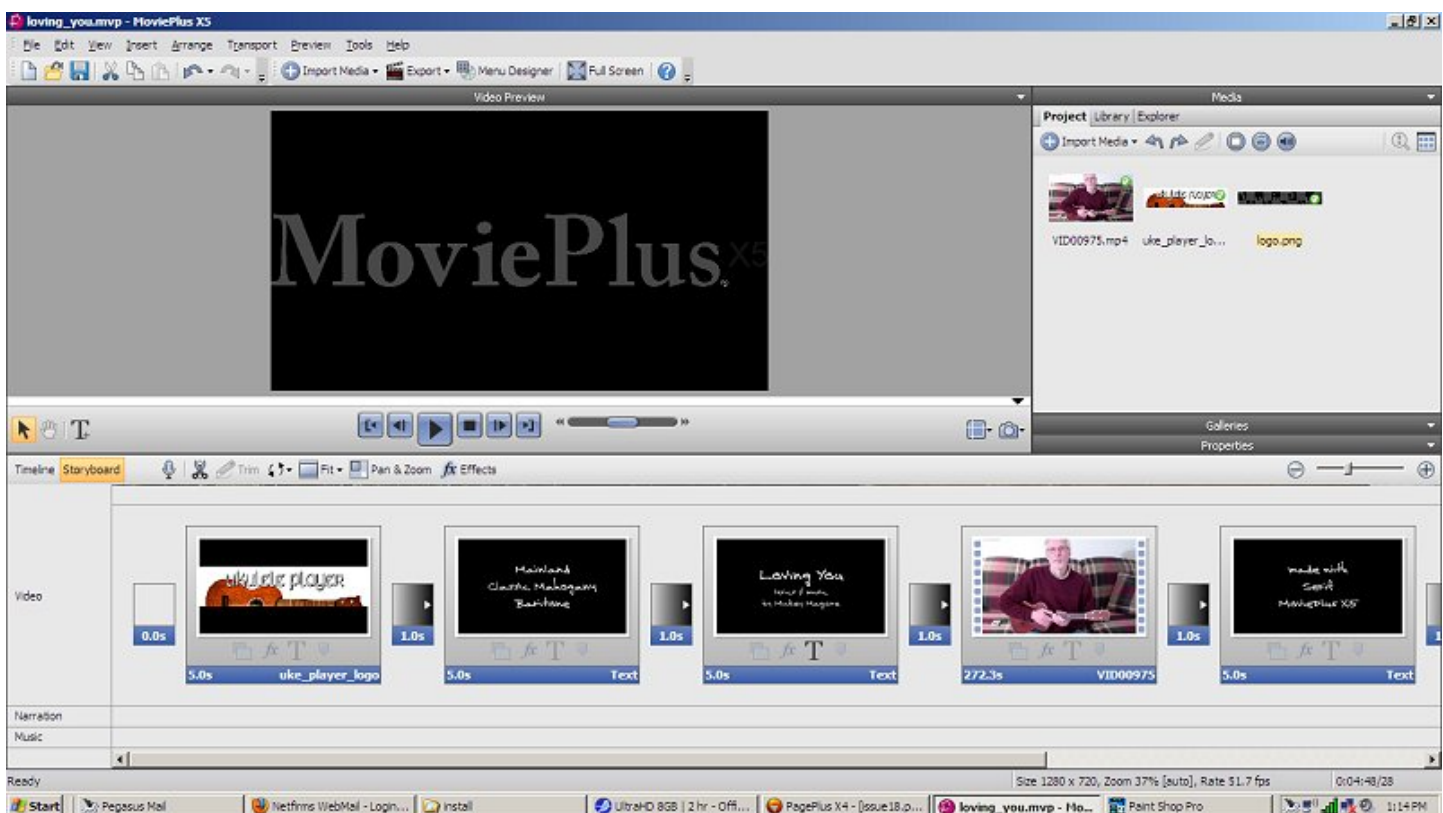 loving_you.mvp - MoviePlus X5
File Edit View Insert Arrange Transport Preview Tools Help
Import Media Export Menu Designer Full Screen
Video Preview
MoviePlus X5
Media
Project Library Explorer
Import Media
VID00975.mp4 uke_player_lo... logo.png
Galleries
Properties
Timeline Storyboard Trim Fit Pan & Zoom fx Effects
Video
ukulele player
Mainland
Classic Mahogany
Baritone
Loving You
made with
Serif
MoviePlus X5
0.0s 1.0s 1.0s 1.0s 1.0s 1
5.0s uke_player_logo 5.0s Text 5.0s Text 272.3s VID00975 5.0s Text
Narration
Music
Ready Size 1280 x 720, Zoom 37% [auto], Rate 51.7 fps 0:04:48/28
Start Pegasus Mail Netfirms WebMail - Login... install UltraHD 8GB | 2 hr - Offi... PagePlus X4 - [issue18.p... loving_you.mvp - Mo... Paint Shop Pro 1:14 PM